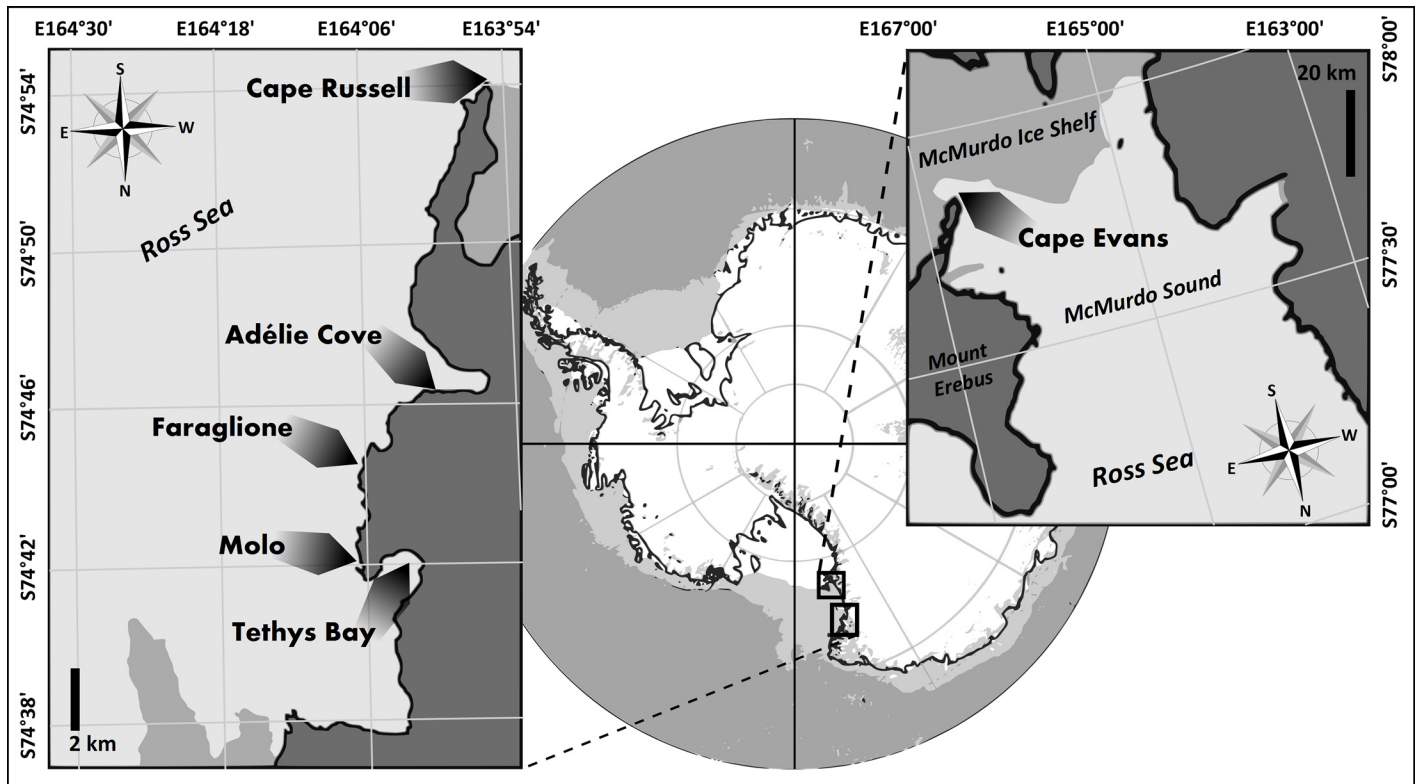 E164°30'
E164°18'
E164°06'
E163°54'
S74°54'
S74°50'
S74°46'
S74°42'
S74°38'
S
E
W
N
Cape Russell
Ross Sea
Adélie Cove
Faraglione
Molo
Tethys Bay
2 km
E167°00'
E165°00'
E163°00'
S78°00'
S77°30'
S77°00'
20 km
McMurdo Ice Shelf
Cape Evans
McMurdo Sound
Mount
Erebus
Ross Sea
S
E
W
N